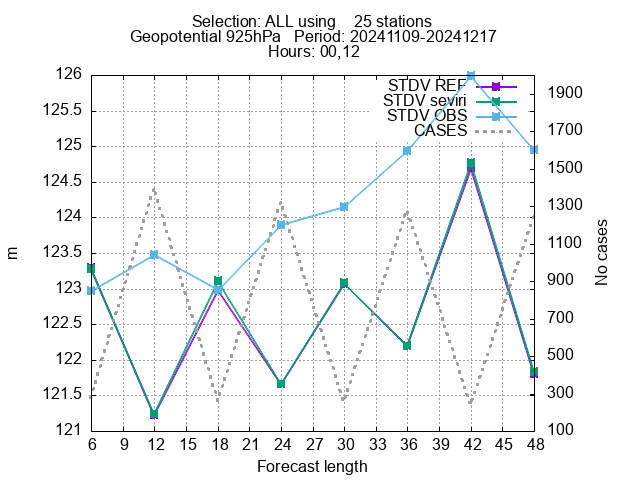 Selection: ALL using    25 stations
Geopotential 925hPa   Period: 20241109-20241217
Hours: 00,12
STDV REF
STDV seviri
STDV OBS
CASES
126
125.5
125
124.5
124
123.5
123
122.5
122
121.5
121
1900
1700
1500
1300
1100
900
700
500
300
100
m
No cases
6 9 12 15 18 21 24 27 30 33 36 39 42 45 48
Forecast length